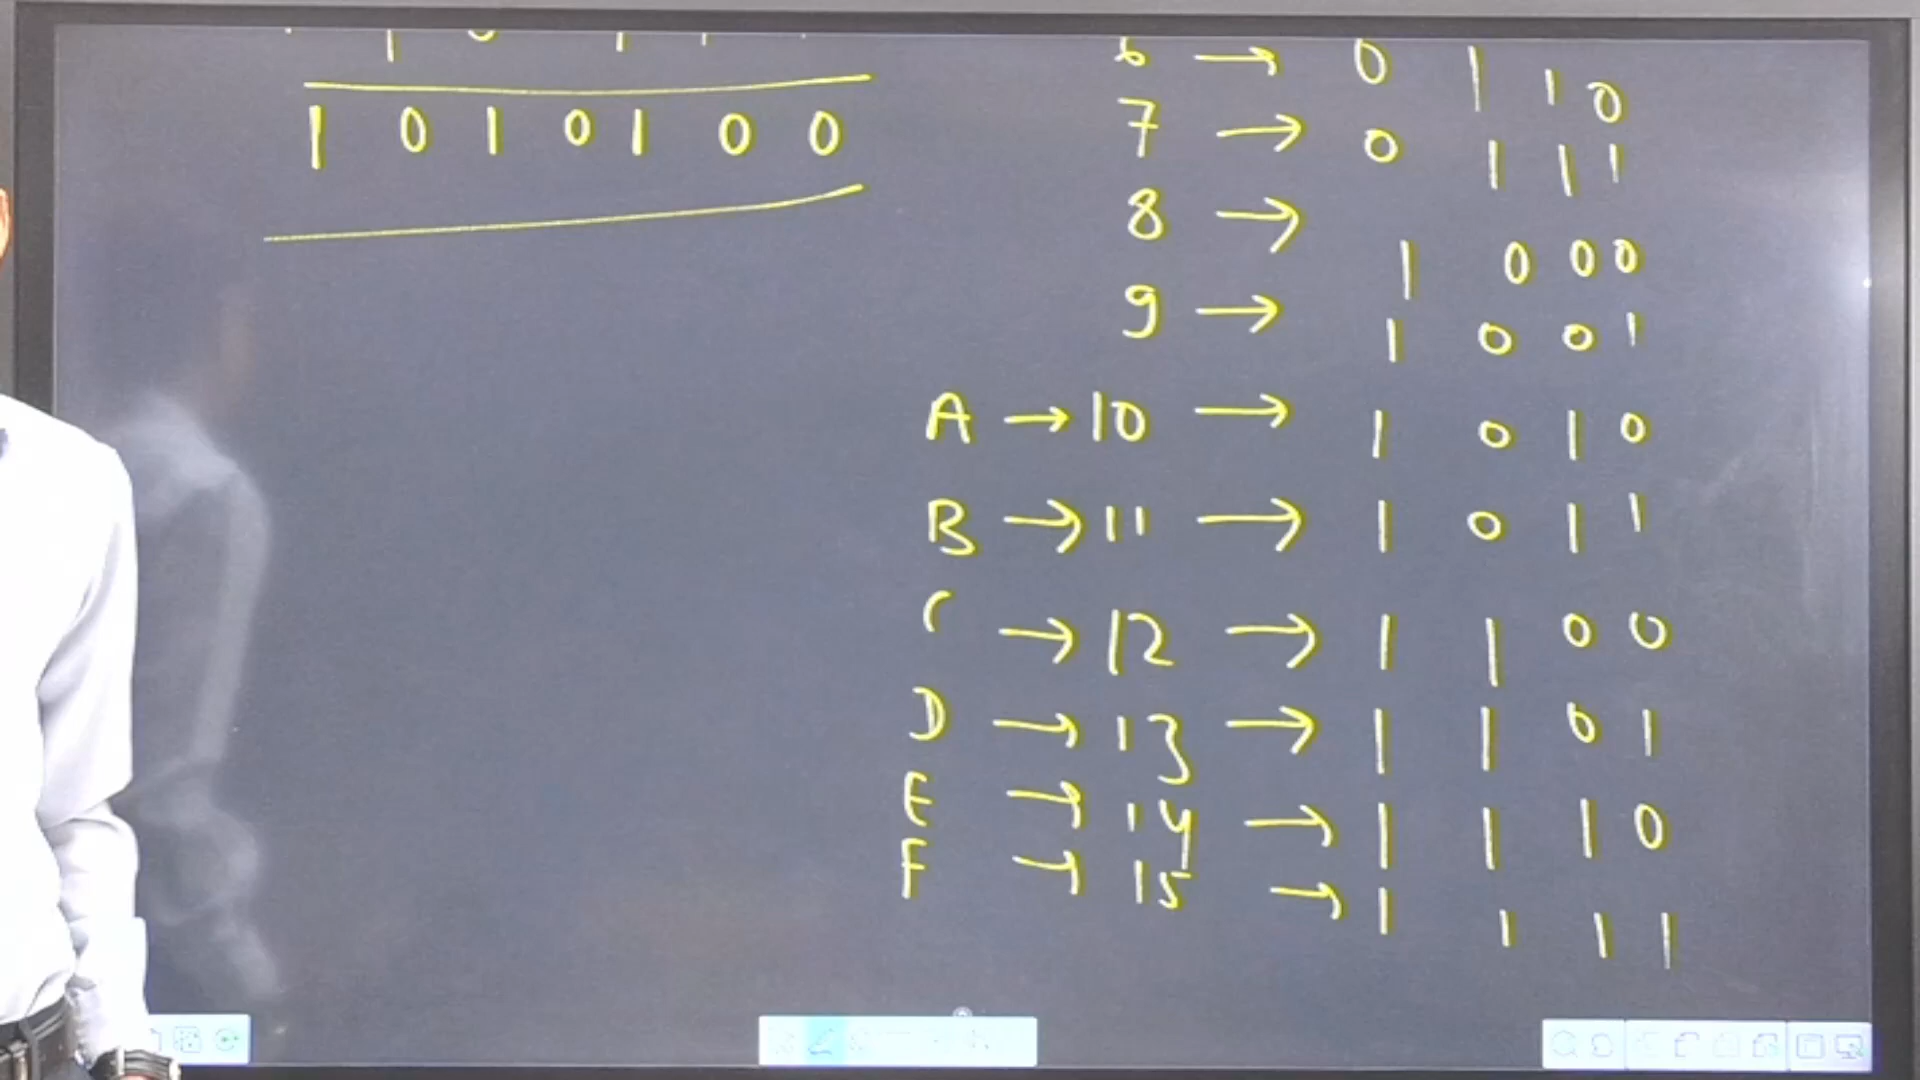 1 0 1 0 1 0 0
6 → 0 1 1 0
7 → 0 1 1 1
8 → 1 0 0 0
9 → 1 0 0 1
A → 10 → 1 0 1 0
B → 11 → 1 0 1 1
C → 12 → 1 1 0 0
D → 13 → 1 1 0 1
E → 14 → 1 1 1 0
F → 15 → 1 1 1 1